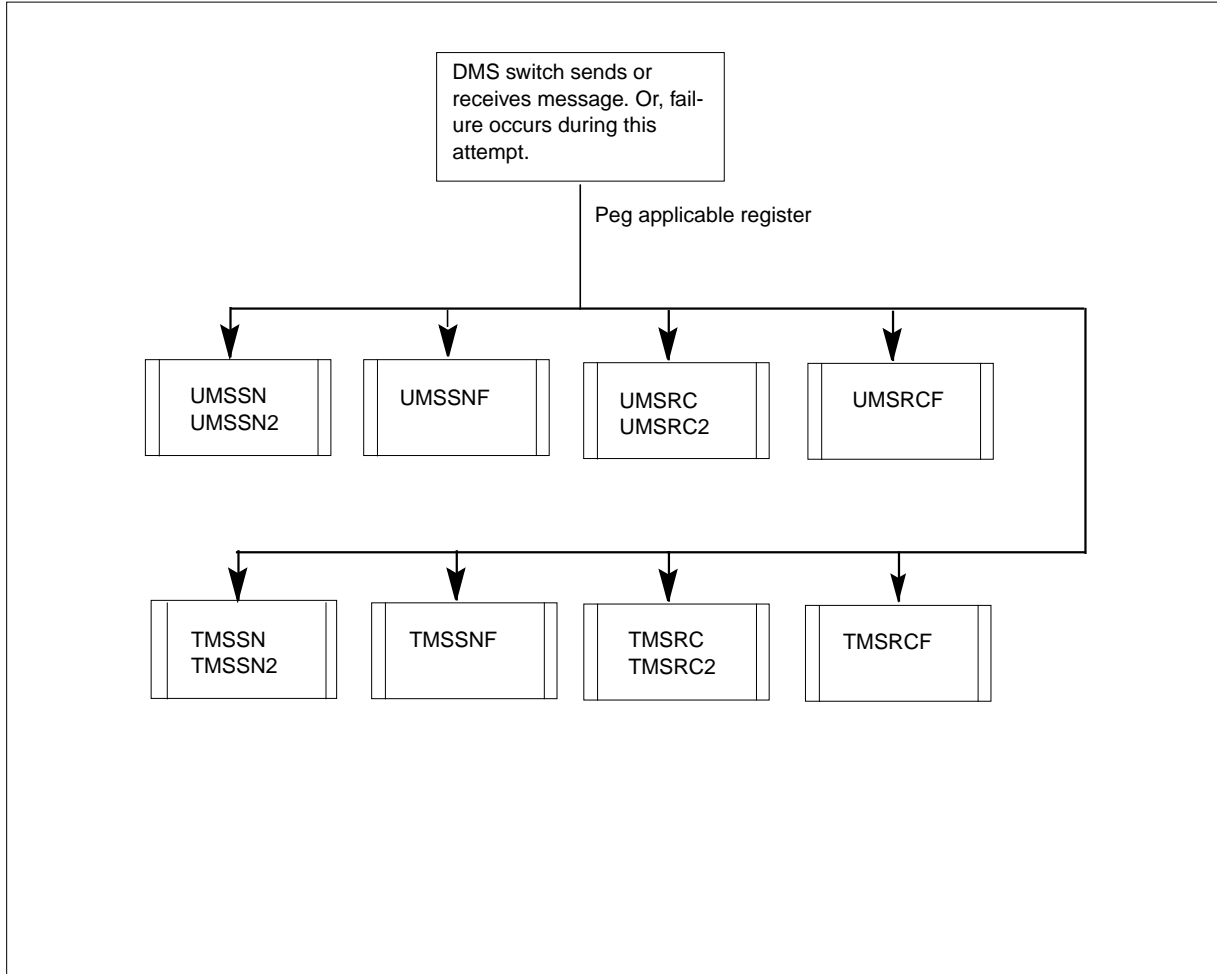 DMS switch sends or
receives message. Or, fail-
ure occurs during this
attempt.
Peg applicable register
UMSSN
UMSSN2
UMSSNF
UMSRC
UMSRC2
UMSRCF
TMSSN
TMSSN2
TMSSNF
TMSRC
TMSRC2
TMSRCF